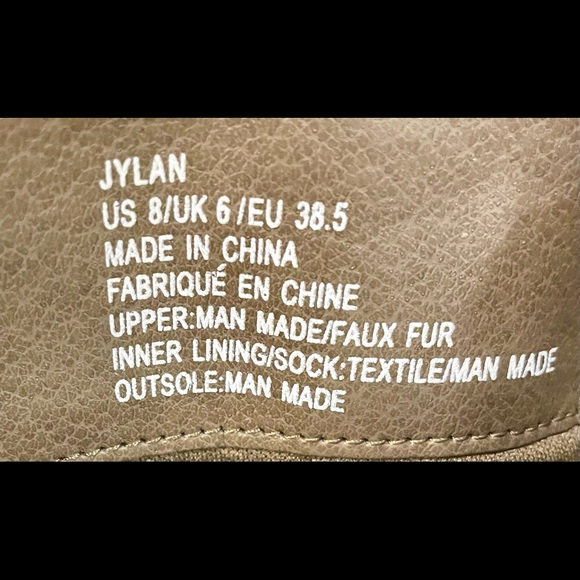 JYLAN
US 8/UK 6/EU 38.5
MADE IN CHINA
FABRIQUÉ EN CHINE
UPPER:MAN MADE/FAUX FUR
INNER LINING/SOCK:TEXTILE/MAN MADE
OUTSOLE:MAN MADE